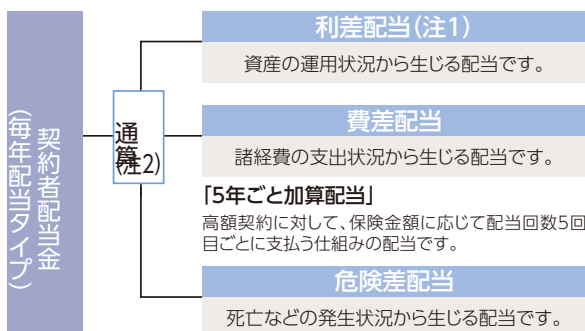 契約者配当金
(毎年配当タイプ)
通算
(注2)
利差配当(注1)
資産の運用状況から生じる配当です。
費差配当
諸経費の支出状況から生じる配当です。
「5年ごと加算配当」
高額契約に対して、保険金額に応じて配当回数5回
目ごとに支払う仕組みの配当です。
危険差配当
死亡などの発生状況から生じる配当です。